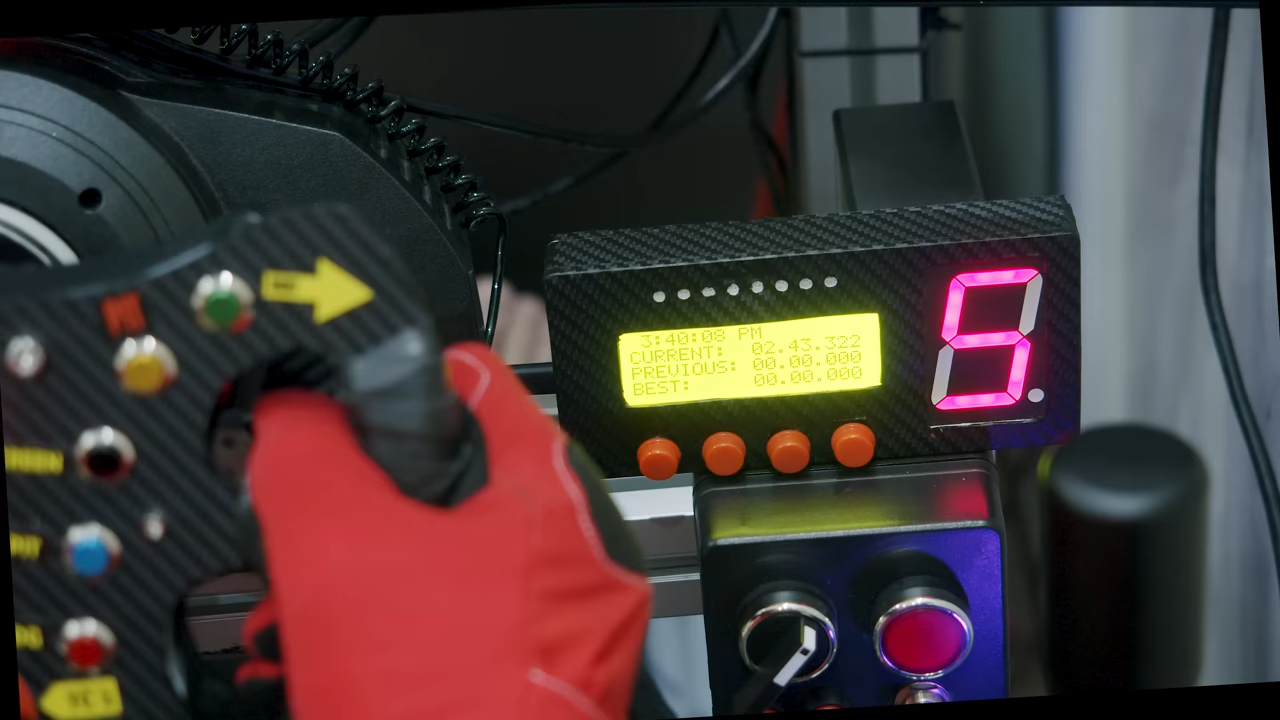 3:40:08 PM
CURRENT: 02.43.322
PREVIOUS: 00.00.000
BEST: 00.00.000
5